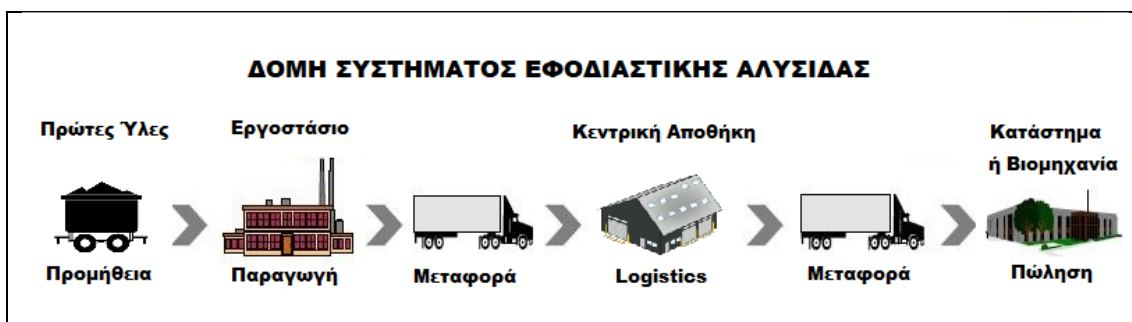 ΔΟΜΗ ΣΥΣΤΗΜΑΤΟΣ ΕΦΟΔΙΑΣΤΙΚΗΣ ΑΛΥΣΙΔΑΣ
Πρώτες Ύλες
Εργοστάσιο
Κεντρική Αποθήκη
Κατάστημα
ή Βιομηχανία
Προμήθεια
Παραγωγή
Μεταφορά
Logistics
Μεταφορά
Πώληση